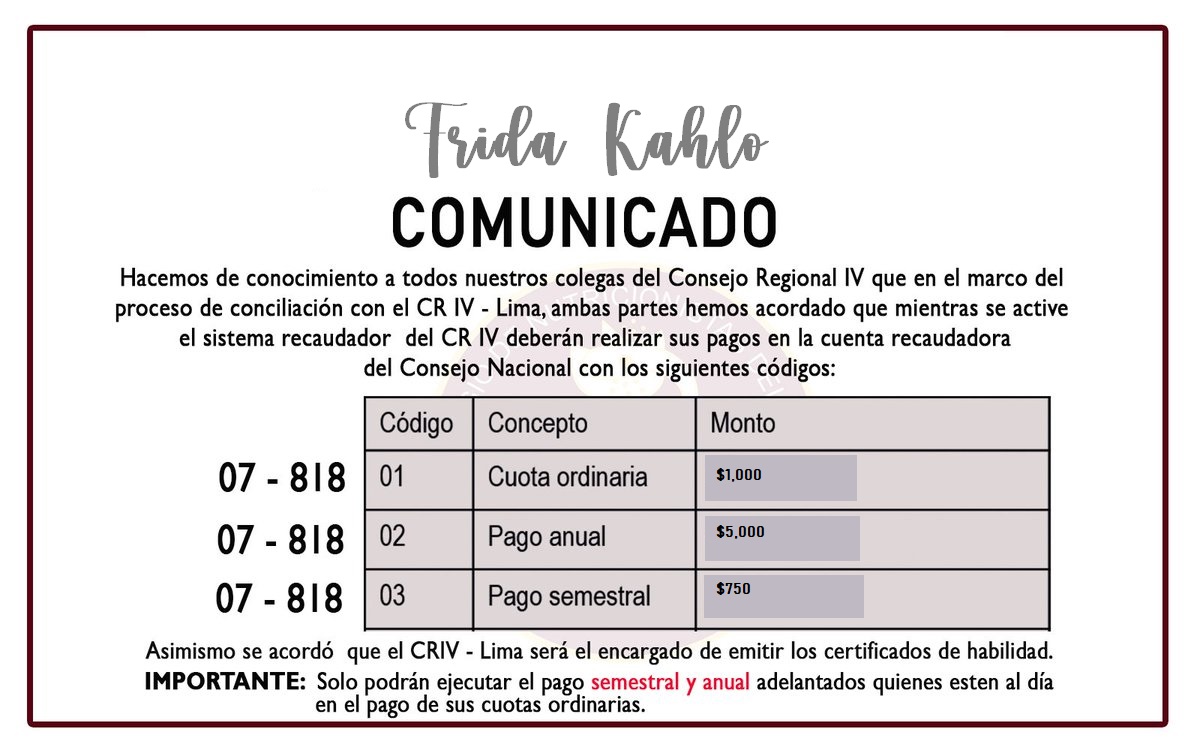 Frida Kahlo
COMUNICADO
Hacemos de conocimiento a todos nuestros colegas del Consejo Regional IV que en el marco del
proceso de conciliación con el CR IV - Lima, ambas partes hemos acordado que mientras se active
el sistema recaudador del CR IV deberán realizar sus pagos en la cuenta recaudadora
del Consejo Nacional con los siguientes códigos:
Código Concepto Monto
07 - 818 01 Cuota ordinaria $1,000
07 - 818 02 Pago anual $5,000
07 - 818 03 Pago semestral $750
Asimismo se acordó que el CRIV - Lima será el encargado de emitir los certificados de habilidad.
IMPORTANTE: Solo podrán ejecutar el pago semestral y anual adelantados quienes esten al día
en el pago de sus cuotas ordinarias.